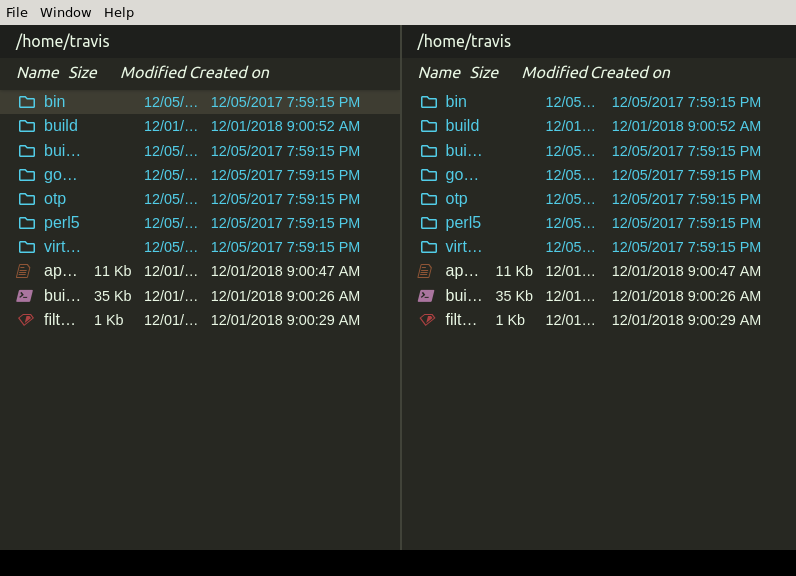 File Window Help
/home/travis
Name Size Modified Created on
bin 12/05/… 12/05/2017 7:59:15 PM
build 12/01/… 12/01/2018 9:00:52 AM
bui… 12/05/… 12/05/2017 7:59:15 PM
go… 12/05/… 12/05/2017 7:59:15 PM
otp 12/05/… 12/05/2017 7:59:15 PM
perl5 12/05/… 12/05/2017 7:59:15 PM
virt… 12/05/… 12/05/2017 7:59:15 PM
ap… 11 Kb 12/01/… 12/01/2018 9:00:47 AM
bui… 35 Kb 12/01/… 12/01/2018 9:00:26 AM
filt… 1 Kb 12/01/… 12/01/2018 9:00:29 AM
/home/travis
Name Size Modified Created on
bin 12/05… 12/05/2017 7:59:15 PM
build 12/01… 12/01/2018 9:00:52 AM
bui… 12/05… 12/05/2017 7:59:15 PM
go… 12/05… 12/05/2017 7:59:15 PM
otp 12/05… 12/05/2017 7:59:15 PM
perl5 12/05… 12/05/2017 7:59:15 PM
virt… 12/05… 12/05/2017 7:59:15 PM
ap… 11 Kb 12/01… 12/01/2018 9:00:47 AM
bui… 35 Kb 12/01… 12/01/2018 9:00:26 AM
filt… 1 Kb 12/01… 12/01/2018 9:00:29 AM